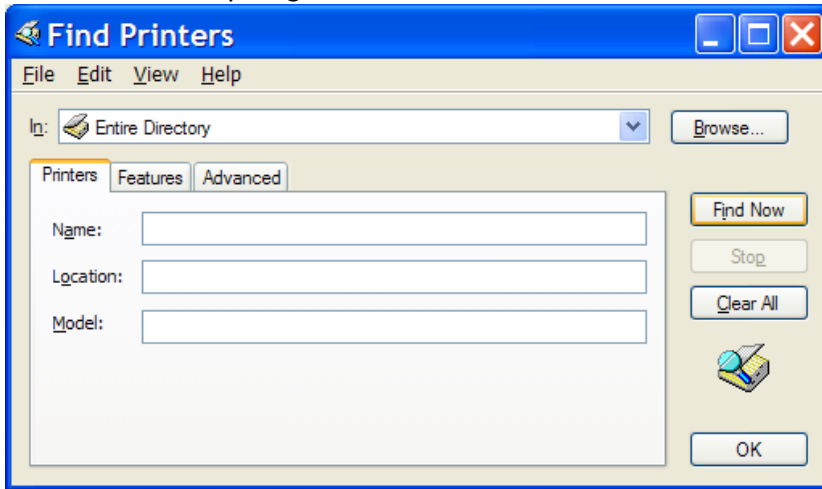 Find Printers
File Edit View Help
In: Entire Directory Browse...
Printers Features Advanced
Find Now
Name:
Stop
Location:
Clear All
Model:
OK